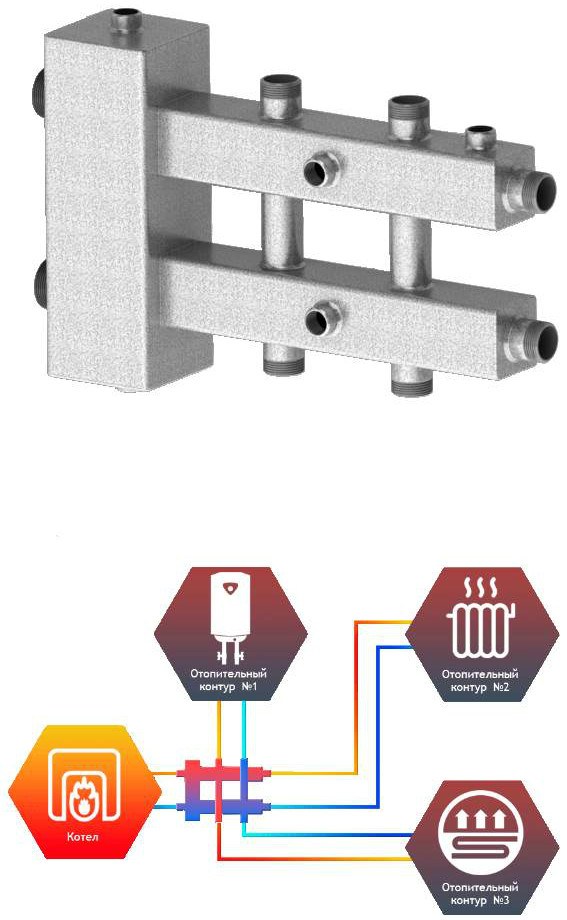 Отопительный
контур №1
Отопительный
контур №2
Котел
Отопительный
контур №3